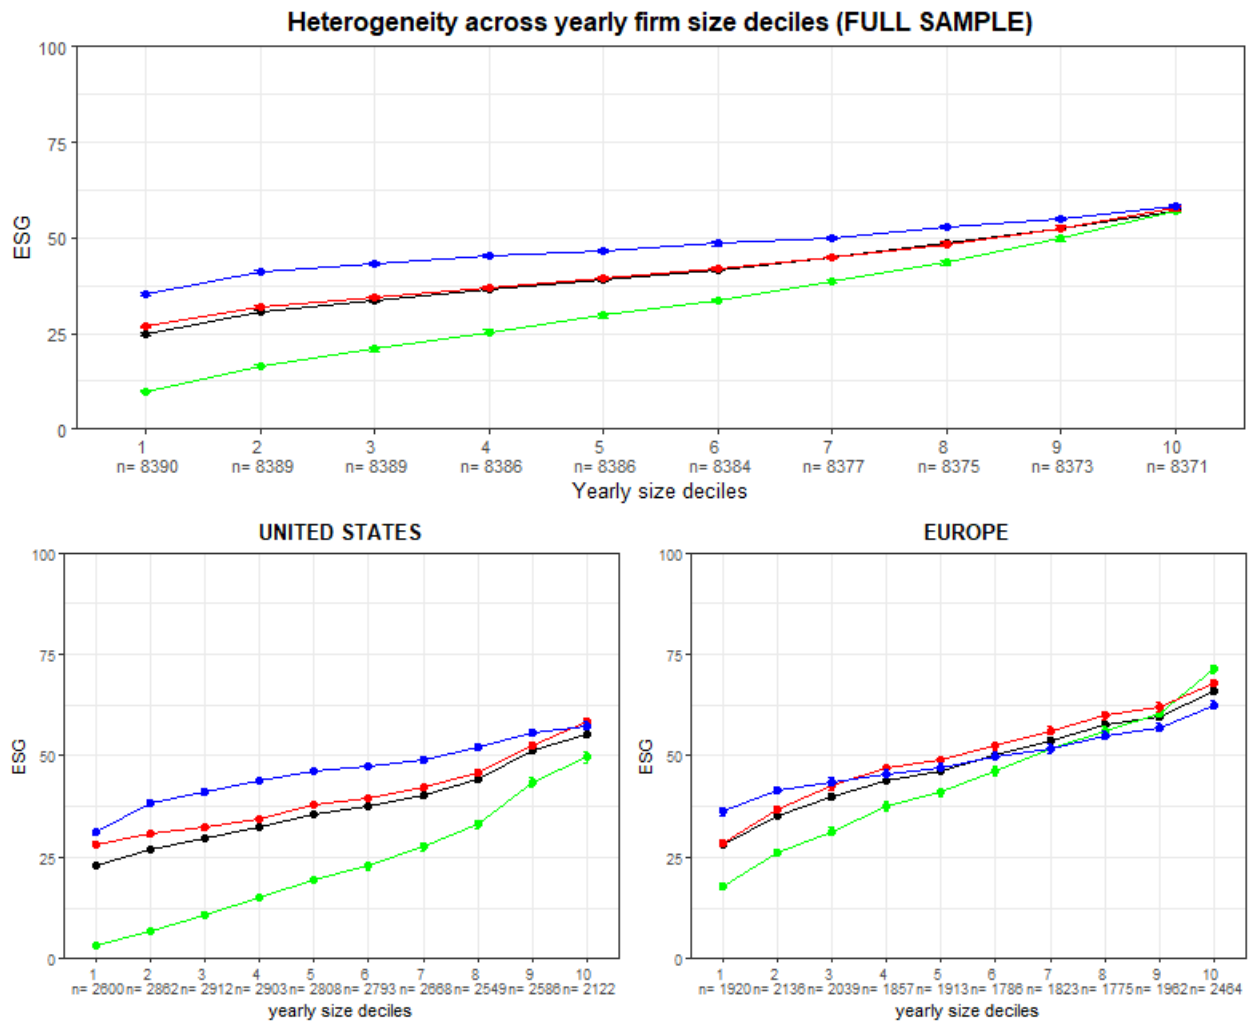 Heterogeneity across yearly firm size deciles (FULL SAMPLE)
100
75
50
25
0
ESG
1 2 3 4 5 6 7 8 9 10
n= 8390 n= 8389 n= 8389 n= 8386 n= 8386 n= 8384 n= 8377 n= 8375 n= 8373 n= 8371
Yearly size deciles
UNITED STATES
100
75
50
25
0
ESG
1 2 3 4 5 6 7 8 9 10
n= 2600 n= 2862 n= 2912 n= 2903 n= 2808 n= 2793 n= 2668 n= 2549 n= 2586 n= 2122
yearly size deciles
EUROPE
100
75
50
25
0
ESG
1 2 3 4 5 6 7 8 9 10
n= 1920 n= 2136 n= 2039 n= 1857 n= 1913 n= 1786 n= 1823 n= 1775 n= 1962 n= 2464
yearly size deciles